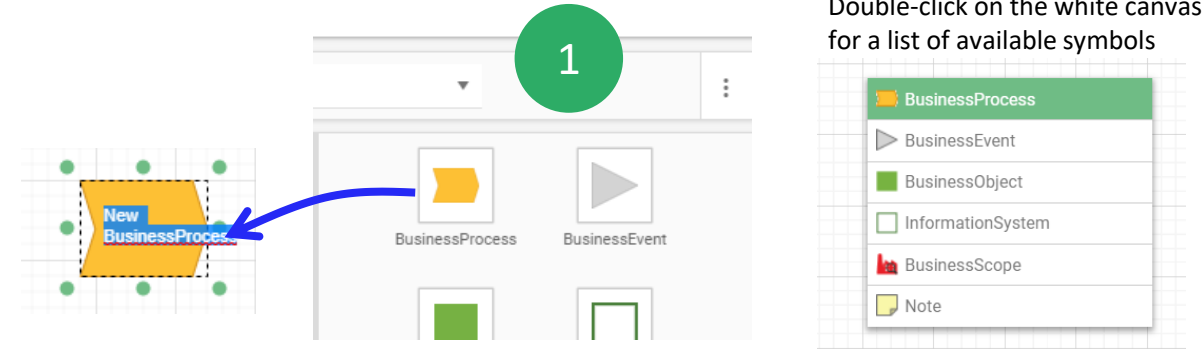 1
New
BusinessProcess
BusinessProcess
BusinessEvent
Double-click on the white canvas
for a list of available symbols
BusinessProcess
BusinessEvent
BusinessObject
InformationSystem
BusinessScope
Note